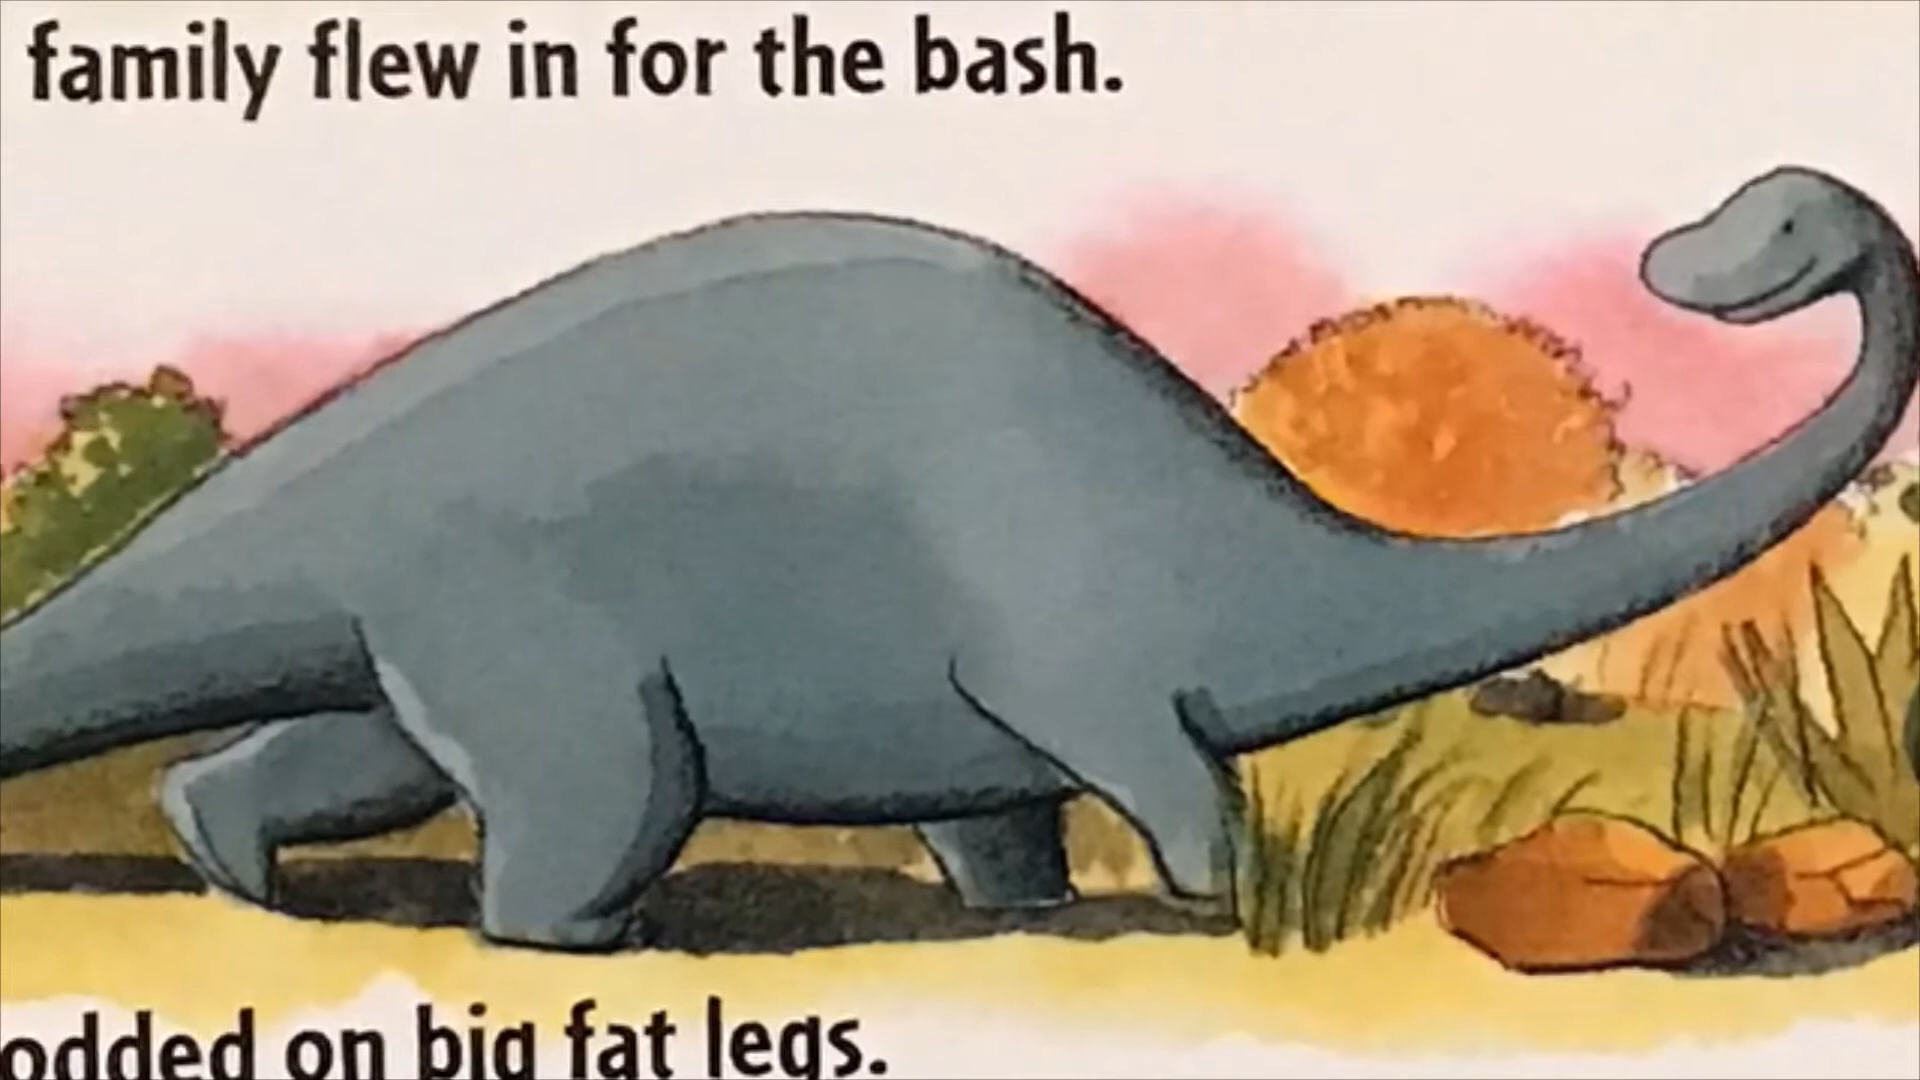 family flew in for the bash.
odded on big fat legs.